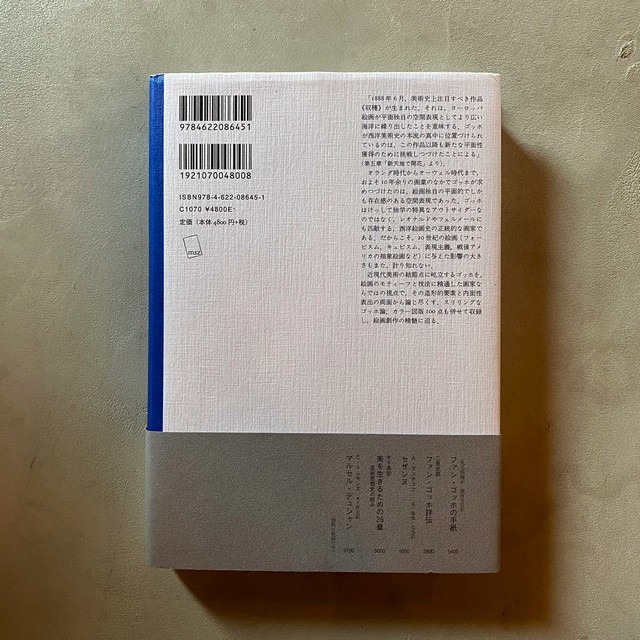 9784622086451
1921070048008
ISBN978-4-622-08645-1
C1070 ¥4800E
定価 (本体4800円+税)
msz
「1888年6月、美術史上注目すべき作品
《収穫》が生まれた。それは、ヨーロッパ
絵画が平面独自の空間表現としてより広い
海洋に繰り出したことを意味する。ゴッホ
が西洋美術史の本流の真中に位置づけられ
ているのは、この作品以降も新たな平面性
獲得のために挑戦しつづけたことによる」
(第五章「新天地で開花」より)。
オランダ時代からオーヴェル時代まで、
およそ10年余りの画業のなかでゴッホが求
めつづけたのは、絵画独自の平面的でしか
も存在感のある空間表現であった。ゴッホ
はけっして独学の特異なアウトサイダーな
のではなく、レオナルドやフェルメールに
も匹敵する、西洋絵画史の正統的な画家であ
る。だからこそ、20世紀の絵画(フォー
ビスム、キュビスム、表現主義、戦後アメ
リカの抽象絵画など)に与えた影響の大き
さもまた、計り知れない。
近現代美術の結節点に屹立するゴッホを、
絵画のモティーフと技法に精通した画家な
らではの視点で、その造形的要素と内面性
表出の両面から論じ尽くす。スリリングな
ゴッホ論。カラー図版100点も併せて収録
し、絵画創作の精髄に迫る。
ファン・ゴッホの手紙
5400
二見史郎
ファン・ゴッホ詳伝
3800
セザンヌ
美を生きるための26章
5000
C・トムキンズ
マルセル・デュシャン